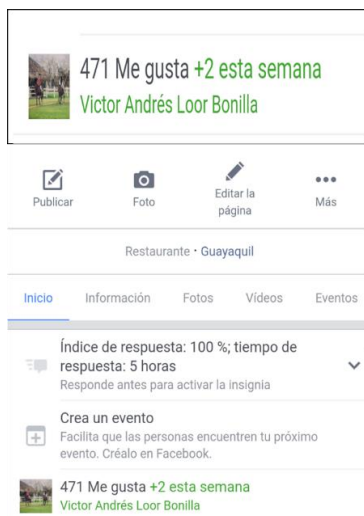 471 Me gusta +2 esta semana
Victor Andrés Loor Bonilla
Publicar
Foto
Editar la
página
Más
Restaurante · Guayaquil
Inicio Información Fotos Vídeos Eventos
Índice de respuesta: 100 %; tiempo de
respuesta: 5 horas
Responde antes para activar la insignia
Crea un evento
Facilita que las personas encuentren tu próximo
evento. Créalo en Facebook.
471 Me gusta +2 esta semana
Victor Andrés Loor Bonilla